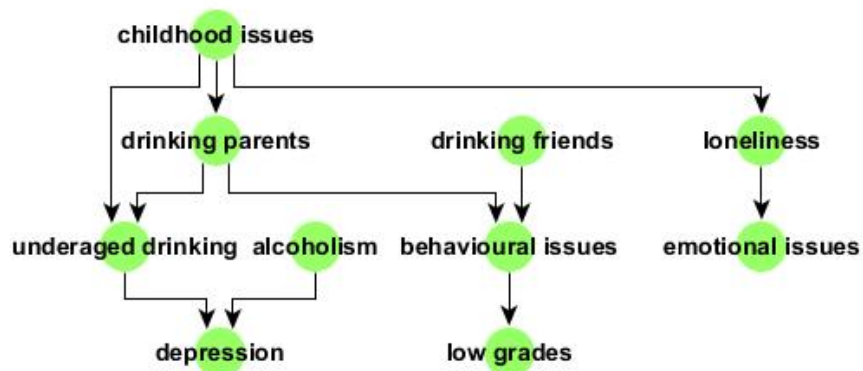 childhood issues
drinking parents
drinking friends
loneliness
underaged drinking
alcoholism
behavioural issues
emotional issues
depression
low grades